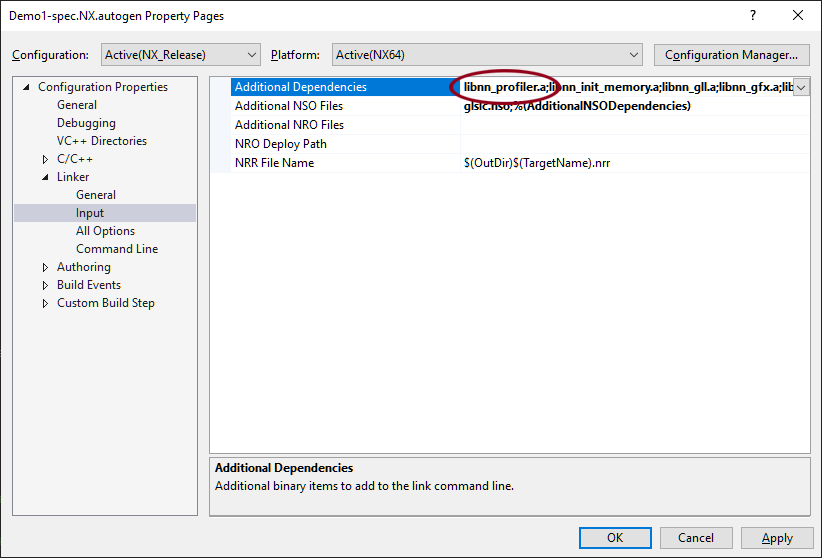 Demo1-spec.NX.autogen Property Pages
Configuration: Active(NX_Release) Platform: Active(NX64) Configuration Manager...
Configuration Properties
General
Debugging
VC++ Directories
C/C++
Linker
General
Input
All Options
Command Line
Authoring
Build Events
Custom Build Step
Additional Dependencies libnn_profiler.a;libnn_init_memory.a;libnn_gll.a;libnn_gfx.a;lib
Additional NSO Files glslc.nso;%(AdditionalNSODependencies)
Additional NRO Files
NRO Deploy Path
NRR File Name $(OutDir)$(TargetName).nrr
Additional Dependencies
Additional binary items to add to the link command line.
OK Cancel Apply